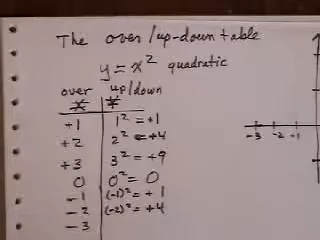 The over/up-down table
y = x² quadratic
over up/down
x y
+1 1² = +1
+2 2² = +4
+3 3² = +9
0 0² = 0
-1 (-1)² = +1
-2 (-2)² = +4
-3
-3 -2 -1